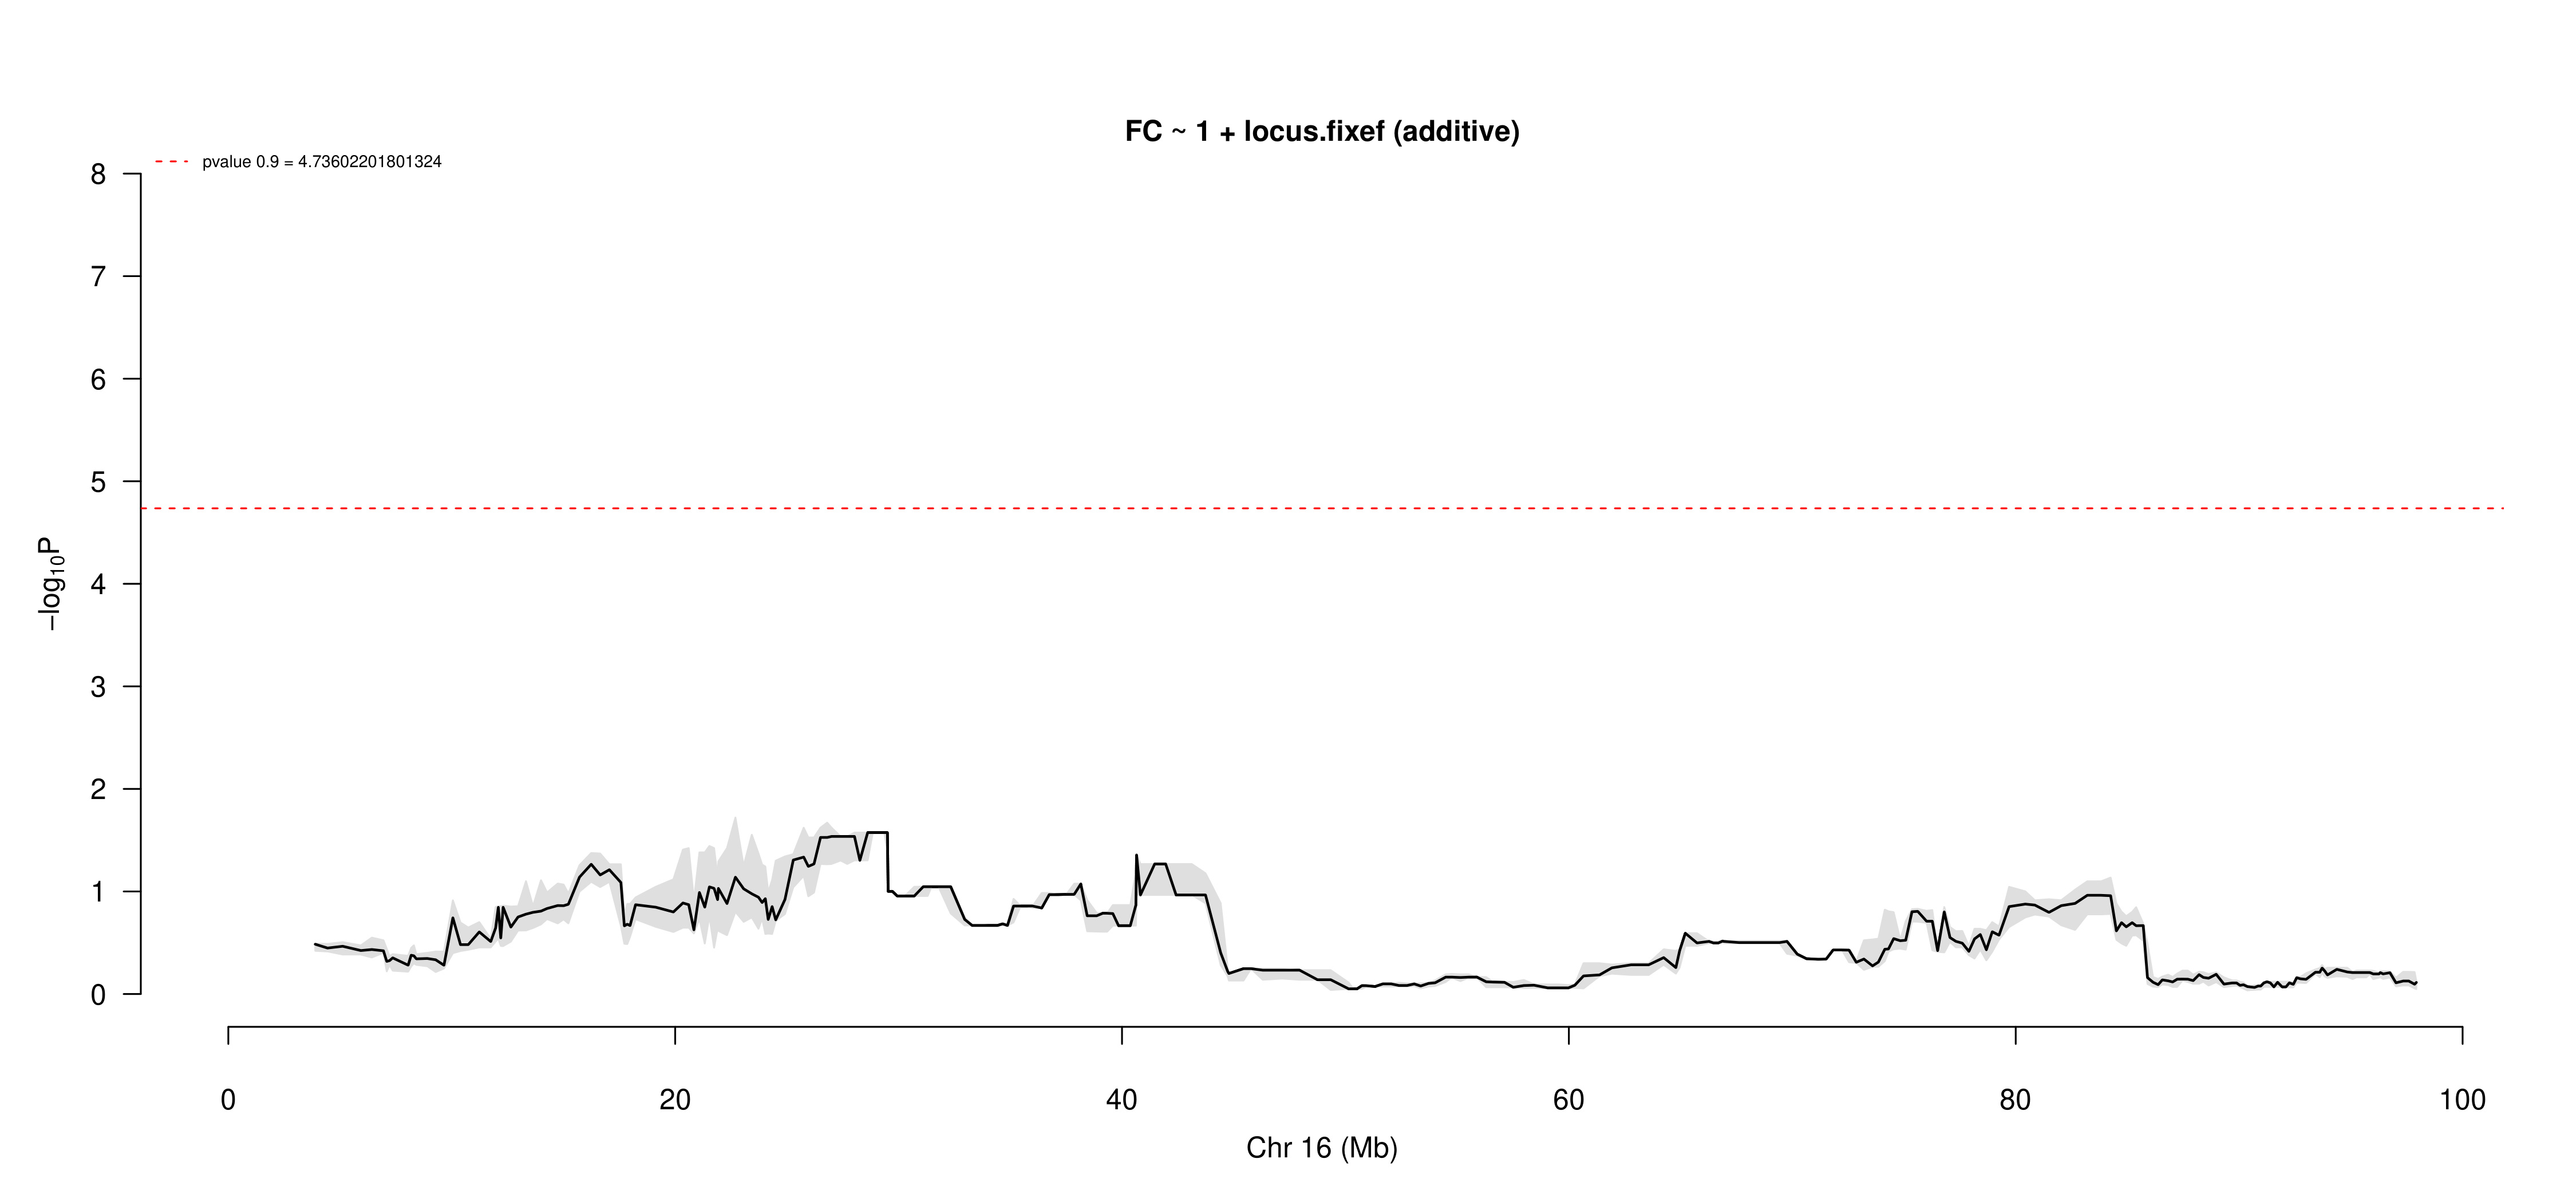 FC ~ 1 + locus.fixef (additive)
pvalue 0.9 = 4.73602201801324
8
7
6
5
4
3
2
1
0
−log10P
0 20 40 60 80 100
Chr 16 (Mb)